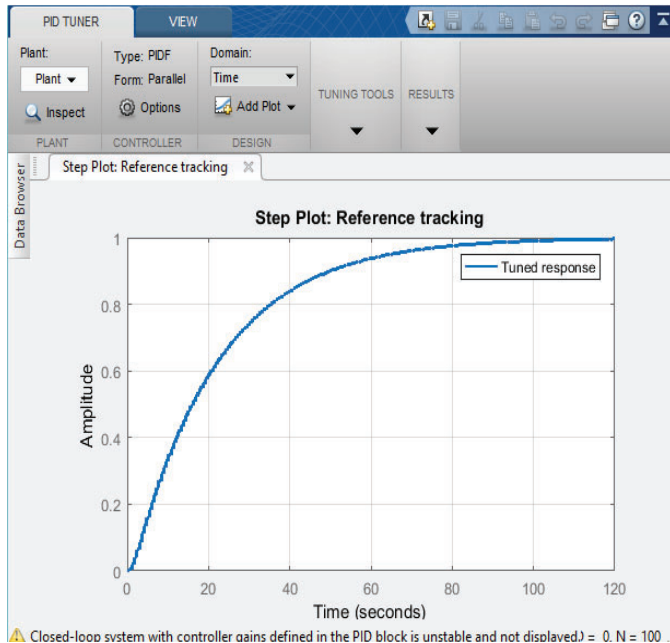 PID TUNER
VIEW
Plant:
Plant
Inspect
PLANT
Type: PIDF
Form: Parallel
Options
CONTROLLER
Domain:
Time
Add Plot
DESIGN
TUNING TOOLS
RESULTS
Data Browser
Step Plot: Reference tracking
Step Plot: Reference tracking
Tuned response
Amplitude
1
0.8
0.6
0.4
0.2
0
0 20 40 60 80 100 120
Time (seconds)
Closed-loop system with controller gains defined in the PID block is unstable and not displayed.) = 0, N = 100